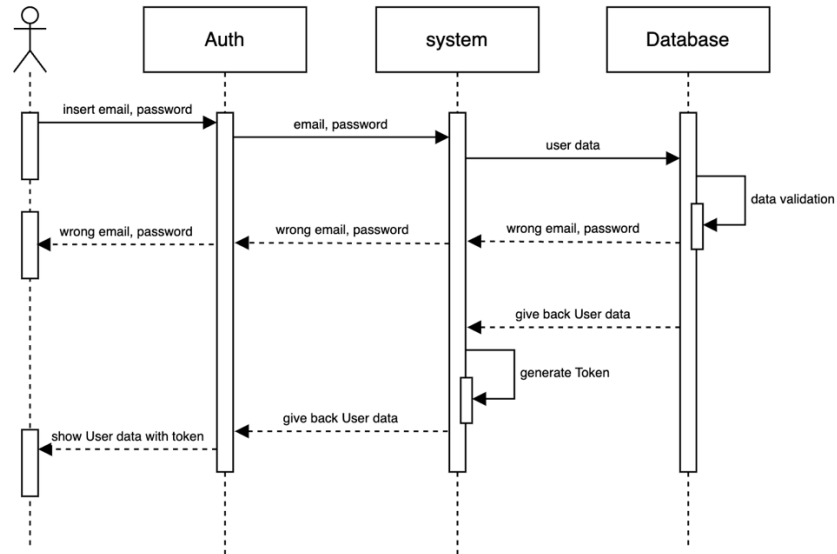 Auth
system
Database
insert email, password
email, password
user data
data validation
wrong email, password
wrong email, password
wrong email, password
give back User data
generate Token
give back User data
show User data with token